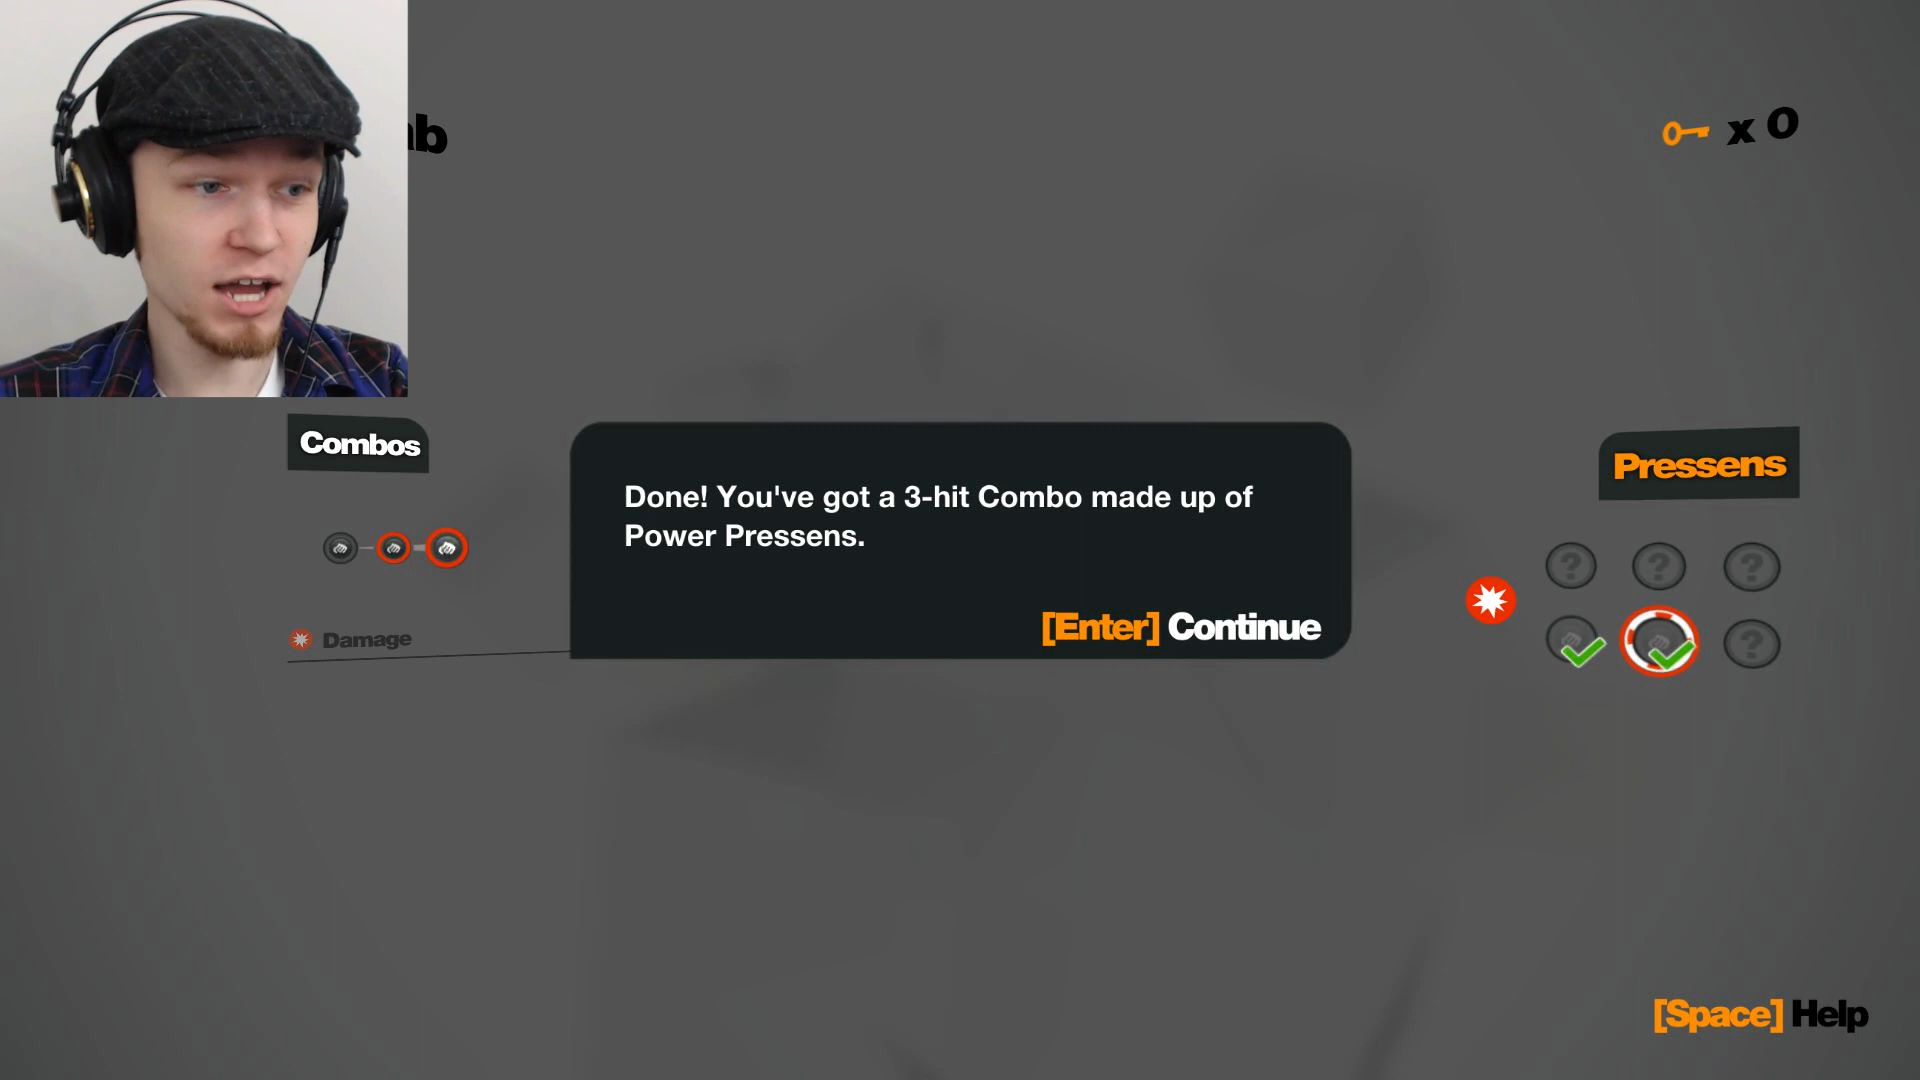 x 0
Combos
Pressens
Done! You've got a 3-hit Combo made up of
Power Pressens.
[Enter] Continue
Damage
[Space] Help